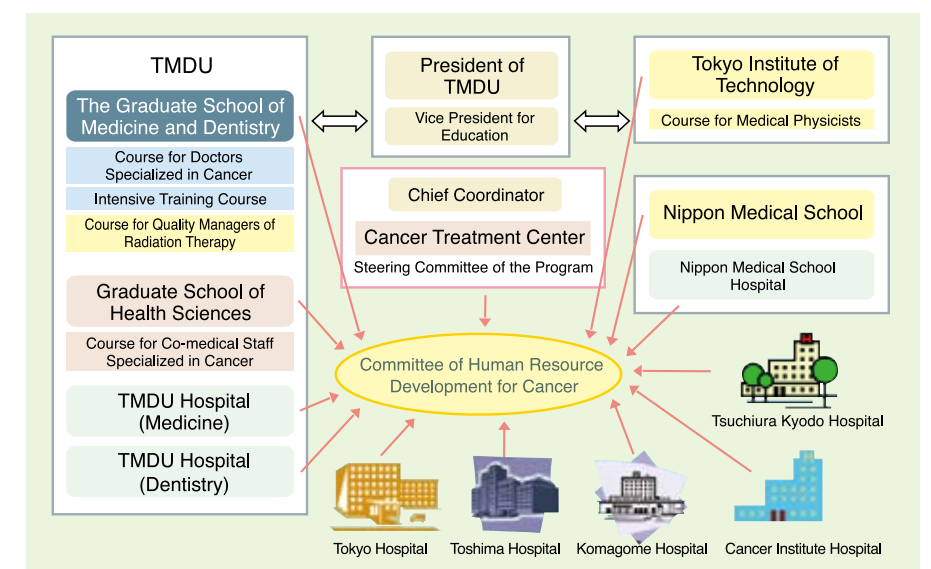 TMDU
The Graduate School of
Medicine and Dentistry
Course for Doctors
Specialized in Cancer
Intensive Training Course
Course for Quality Managers of
Radiation Therapy
Graduate School of
Health Sciences
Course for Co-medical Staff
Specialized in Cancer
TMDU Hospital
(Medicine)
TMDU Hospital
(Dentistry)
President of
TMDU
Vice President for
Education
Chief Coordinator
Cancer Treatment Center
Steering Committee of the Program
Tokyo Institute of
Technology
Course for Medical Physicists
Nippon Medical School
Nippon Medical School
Hospital
Committee of Human Resource
Development for Cancer
H
Tsuchiura Kyodo Hospital
Tokyo Hospital
Toshima Hospital
Komagome Hospital
Cancer Institute Hospital